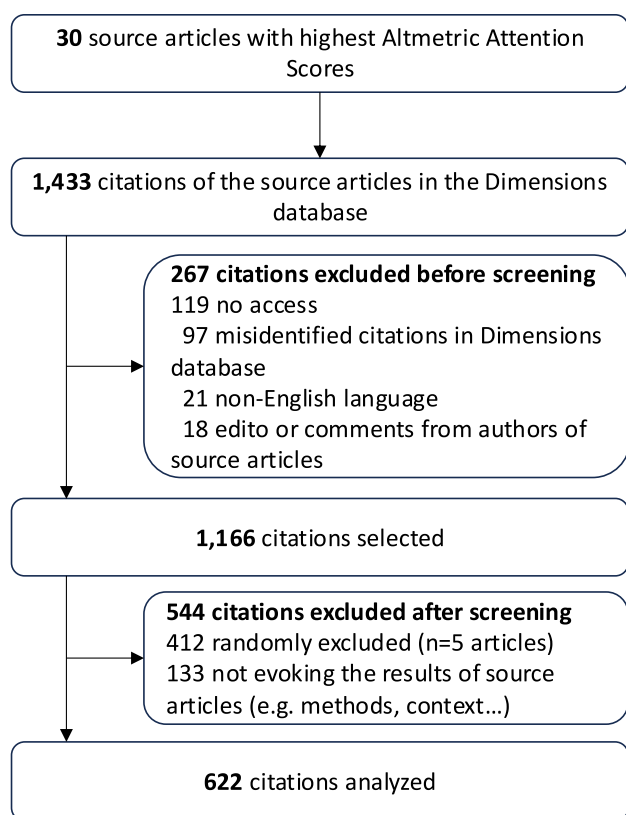 30 source articles with highest Altmetric Attention
Scores
1,433 citations of the source articles in the Dimensions
database
267 citations excluded before screening
119 no access
97 misidentified citations in Dimensions
database
21 non-English language
18 edito or comments from authors of
source articles
1,166 citations selected
544 citations excluded after screening
412 randomly excluded (n=5 articles)
133 not evoking the results of source
articles (e.g. methods, context…)
622 citations analyzed